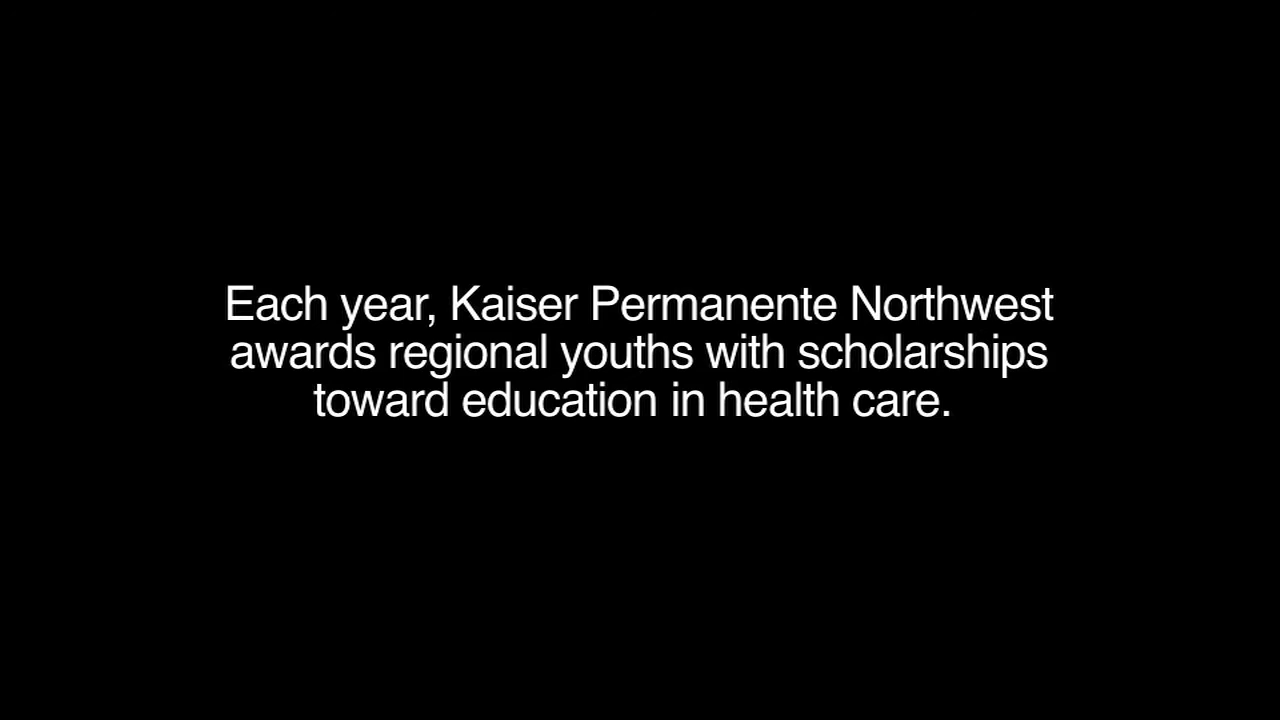 Each year, Kaiser Permanente Northwest
awards regional youths with scholarships
toward education in health care.